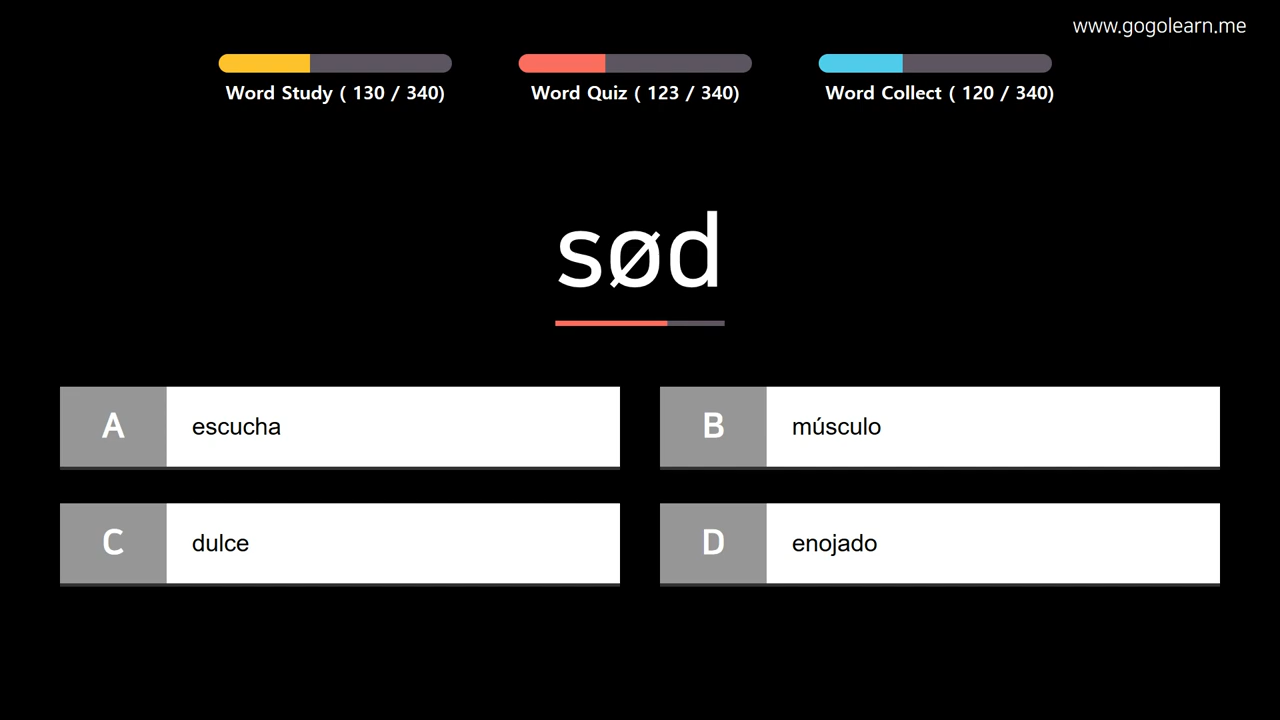 www.gogolearn.me
Word Study ( 130 / 340)
Word Quiz ( 123 / 340)
Word Collect ( 120 / 340)
sød
A escucha
B músculo
C dulce
D enojado